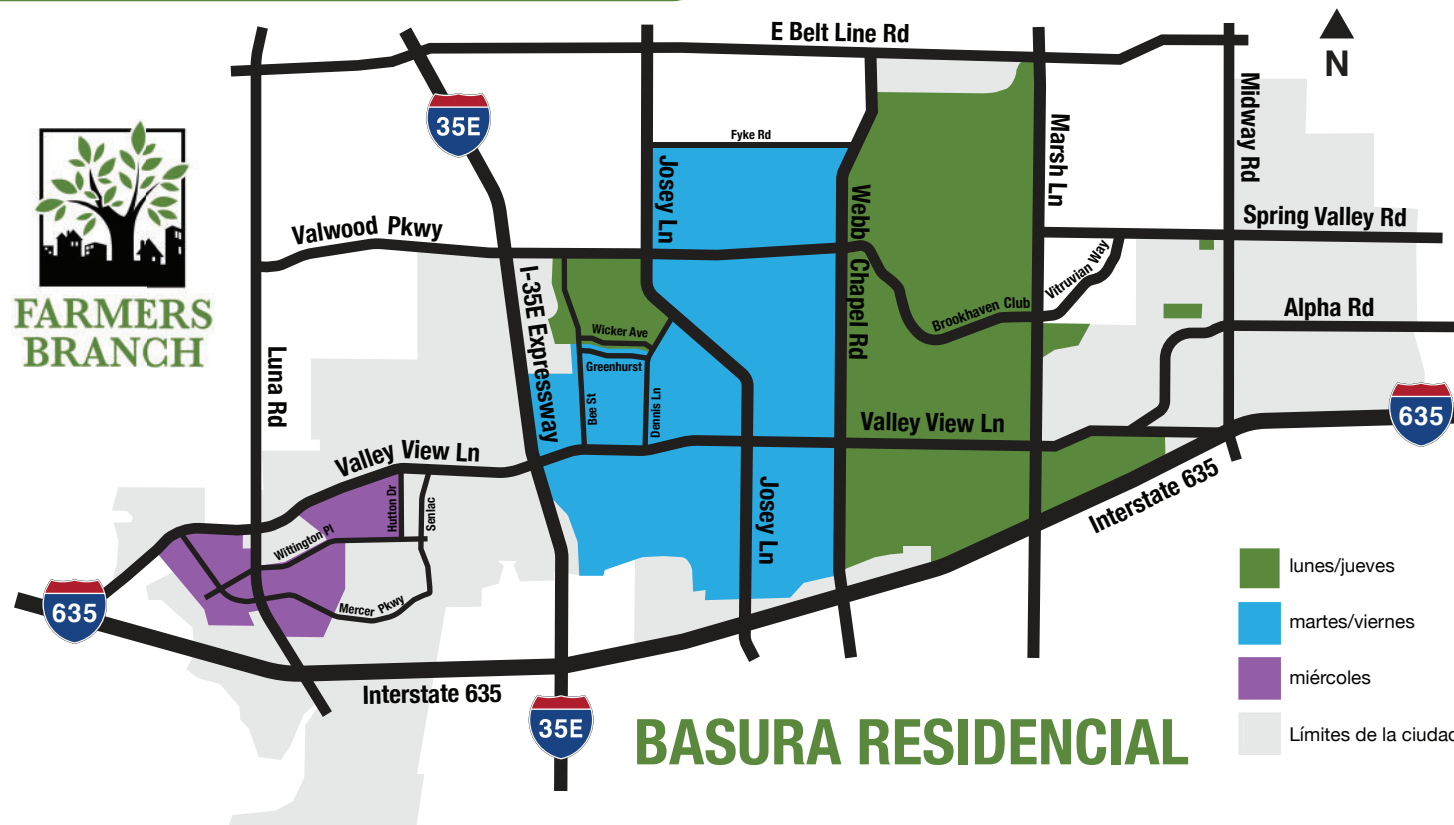 E Belt Line Rd
N
35E
Midway Rd
Marsh Ln
Fyke Rd
Josey Ln
Webb Chapel Rd
Spring Valley Rd
Valwood Pkwy
Vitruvian Way
FARMERS
BRANCH
I-35E Expressway
Brookhaven Club
Alpha Rd
Wicker Ave
Greenhurst
Luna Rd
Bee St
Dennis Ln
635
Valley View Ln
Valley View Ln
Hutton Dr
Senlac
Josey Ln
Interstate 635
Wittington Pl
lunes/jueves
635
Mercer Pkwy
martes/viernes
miércoles
Interstate 635
35E
BASURA RESIDENCIAL
Límites de la ciudad